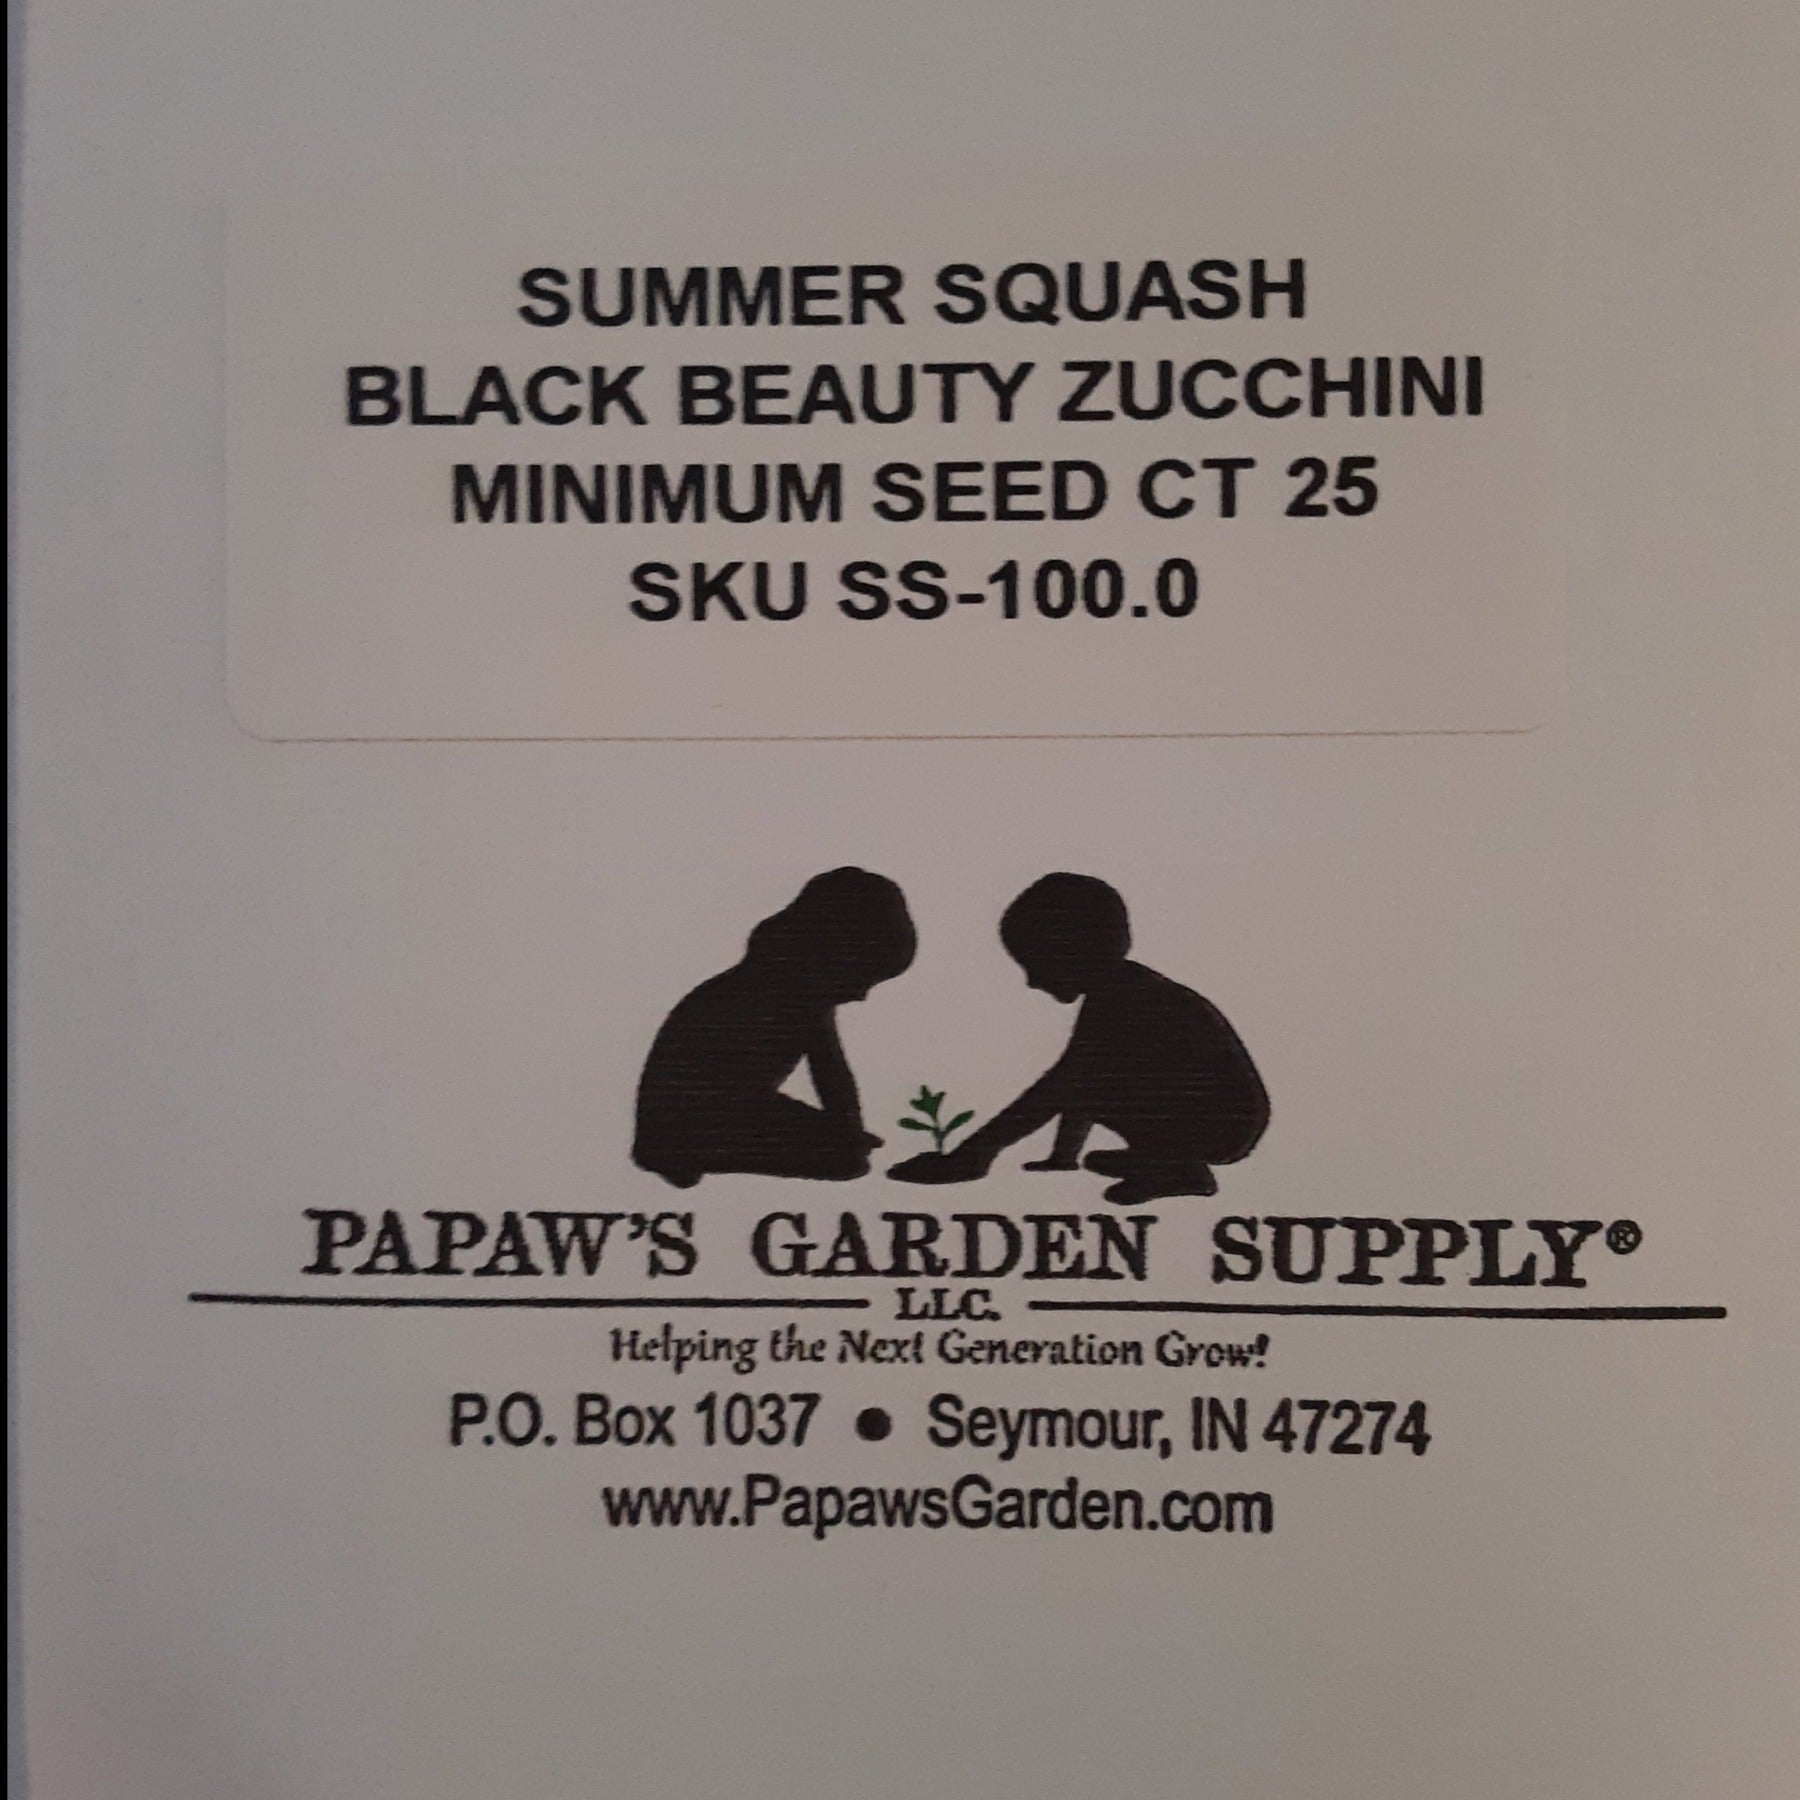 SUMMER SQUASH
BLACK BEAUTY ZUCCHINI
MINIMUM SEED CT 25
SKU SS-100.0
PAPAW'S GARDEN SUPPLY®
LLC.
Helping the Next Generation Grow!
P.O. Box 1037 • Seymour, IN 47274
www.PapawsGarden.com